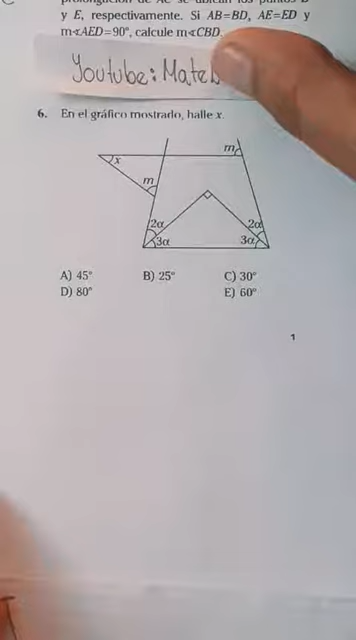 y E, respectivamente. Si AB=BD, AE=ED y
m∢AED=90°, calcule m∢CBD.
Youtube: Mate
6. En el gráfico mostrado, halle x.
m
x
m
2α 2α
3α 3α
A) 45° B) 25° C) 30°
D) 80° E) 60°
1